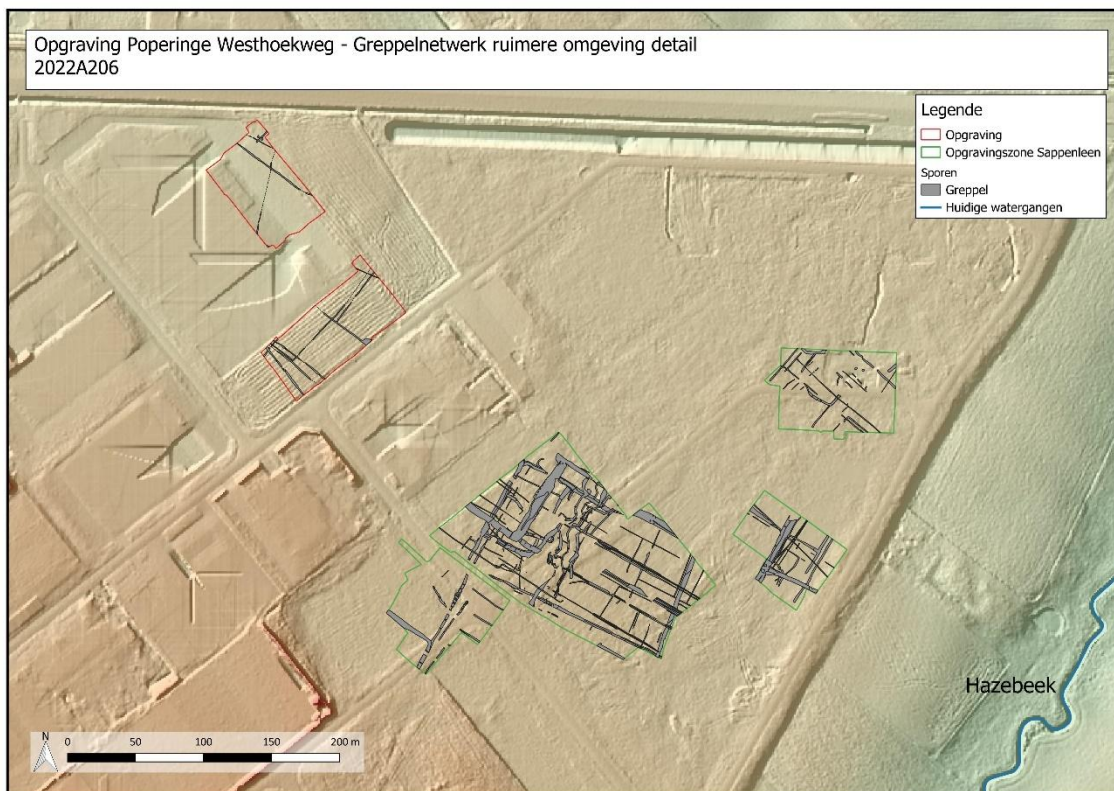 Opgraving Poperinge Westhoekweg - Greppelnetwerk ruimere omgeving detail
2022A206
Legende
Opgraving
Opgravingszone Sappenleen
Sporen
Greppel
Huidige watergangen
Hazebeek
N
0 50 100 150 200 m